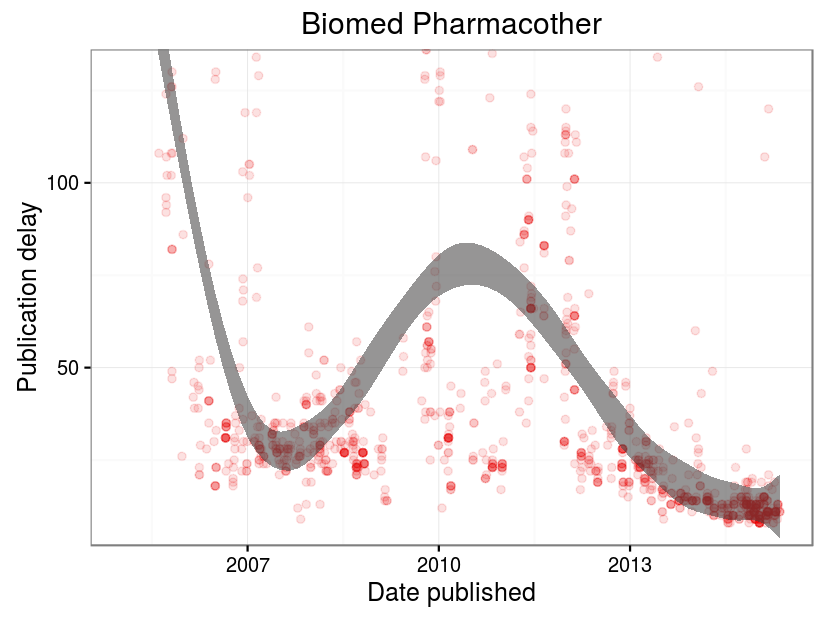 Biomed Pharmacother
Publication delay
100
50
2007
2010
2013
Date published